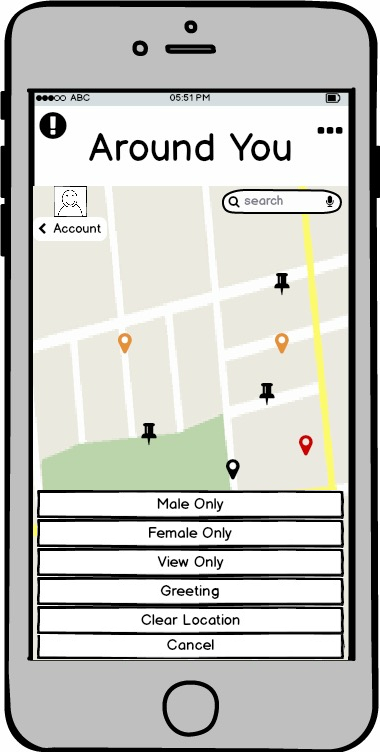 ABC 05:51 PM
Around You
search
Account
Male Only
Female Only
View Only
Greeting
Clear Location
Cancel